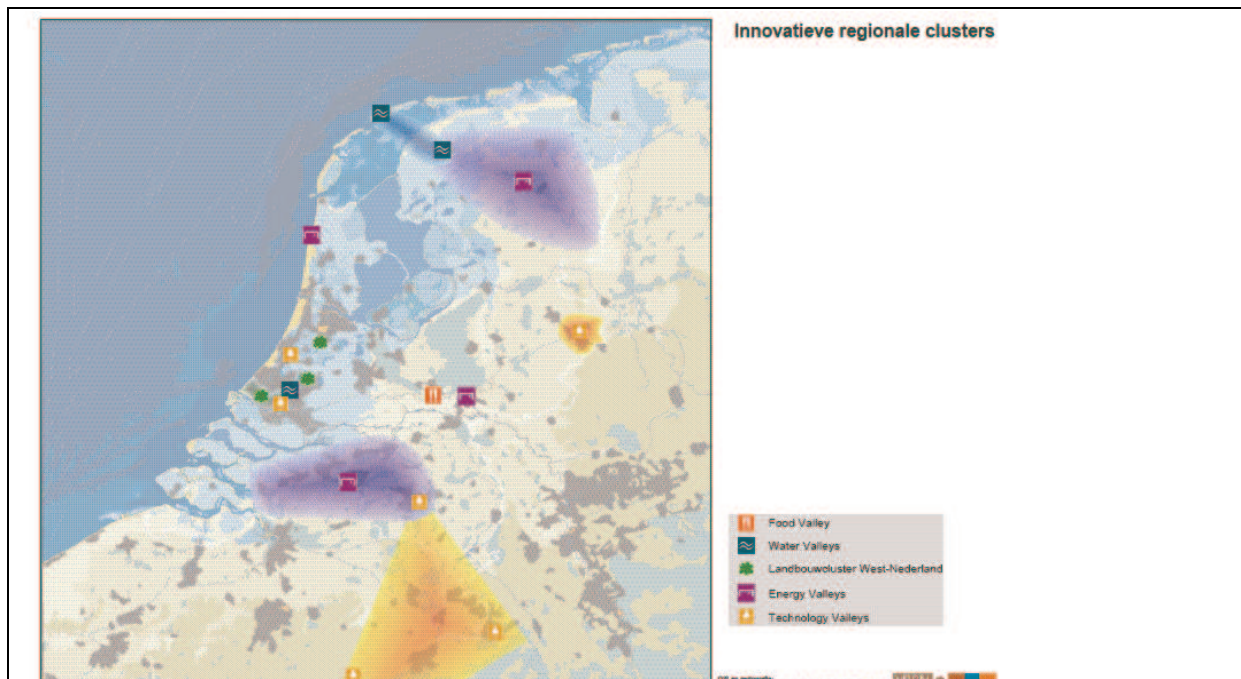 Innovatieve regionale clusters
Food Valley
Water Valleys
Landbouwcluster West-Nederland
Energy Valleys
Technology Valleys